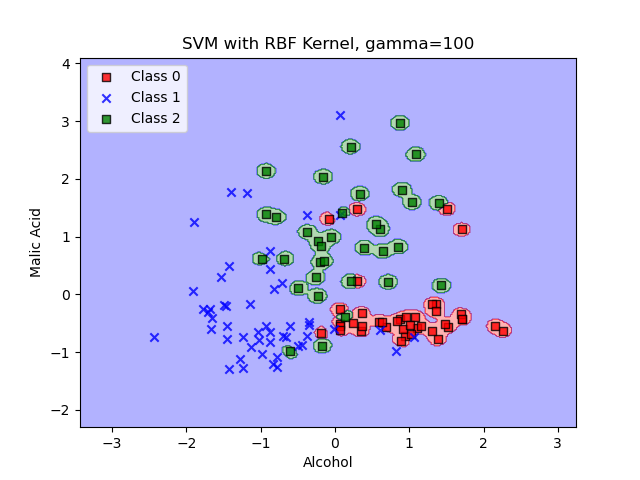 SVM with RBF Kernel, gamma=100
Class 0
Class 1
Class 2
4
3
2
1
0
−1
−2
Malic Acid
−3
−2
−1
0
1
2
3
Alcohol